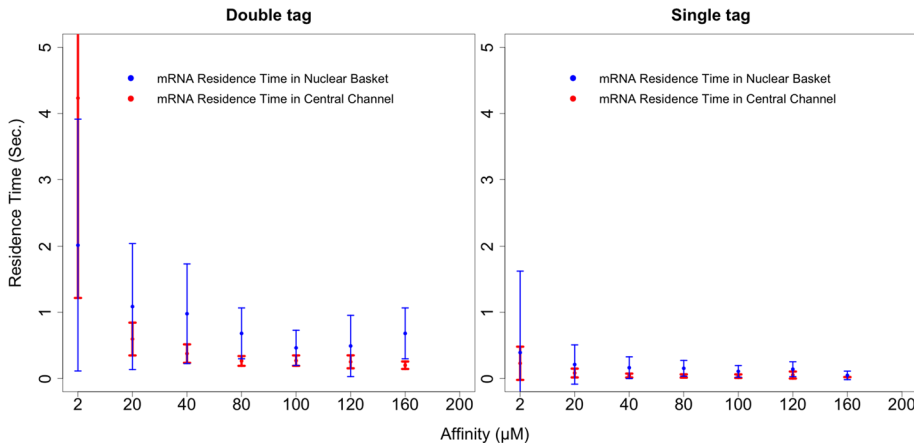 Double tag
Single tag
Residence Time (Sec.)
5
4
3
2
1
0
mRNA Residence Time in Nuclear Basket
mRNA Residence Time in Central Channel
2 20 40 80 100 120 160 200
5
4
3
2
1
0
mRNA Residence Time in Nuclear Basket
mRNA Residence Time in Central Channel
2 20 40 80 100 120 160 200
Affinity (μM)